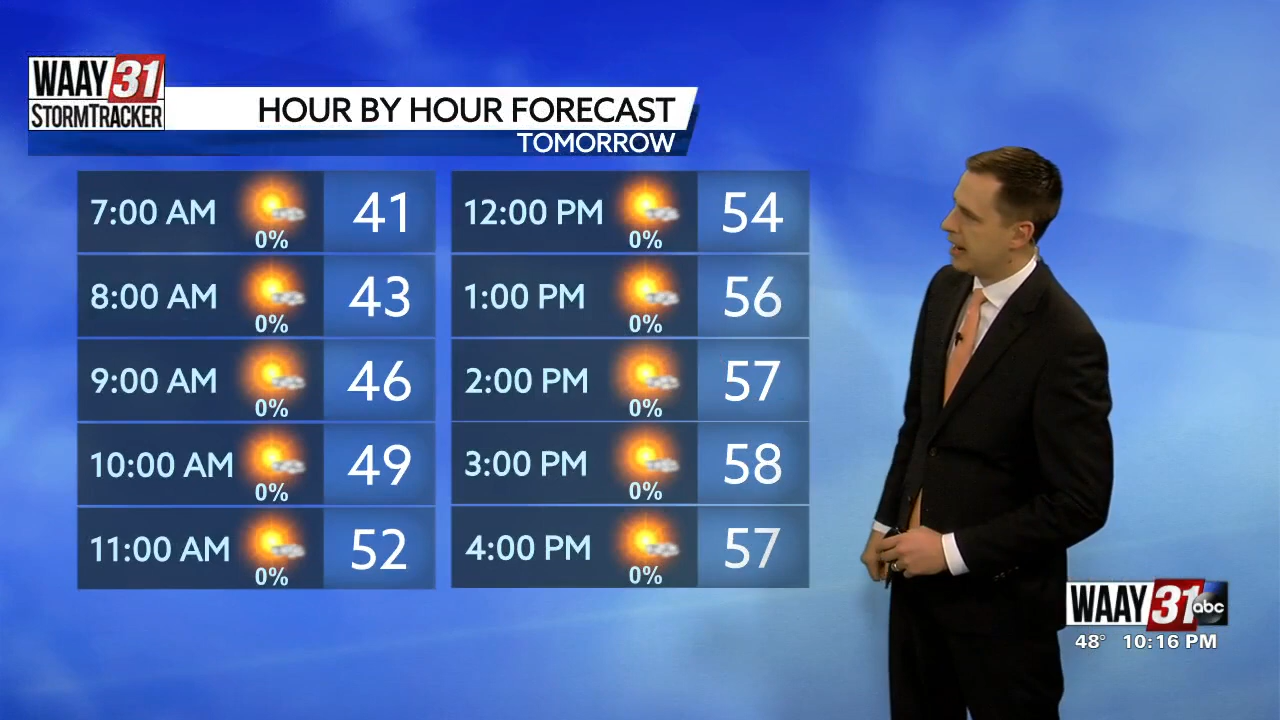 WAAY 31
STORMTRACKER
HOUR BY HOUR FORECAST
TOMORROW
7:00 AM 0% 41
8:00 AM 0% 43
9:00 AM 0% 46
10:00 AM 0% 49
11:00 AM 0% 52
12:00 PM 0% 54
1:00 PM 0% 56
2:00 PM 0% 57
3:00 PM 0% 58
4:00 PM 0% 57
WAAY 31 abc
48° 10:16 PM